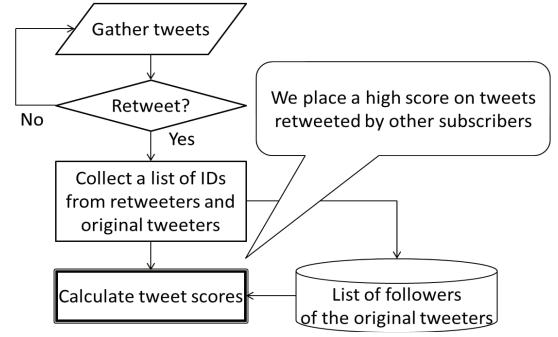 Gather tweets
Retweet?
No
Yes
We place a high score on tweets
retweeted by other subscribers
Collect a list of IDs
from retweeters and
original tweeters
Calculate tweet scores
List of followers
of the original tweeters